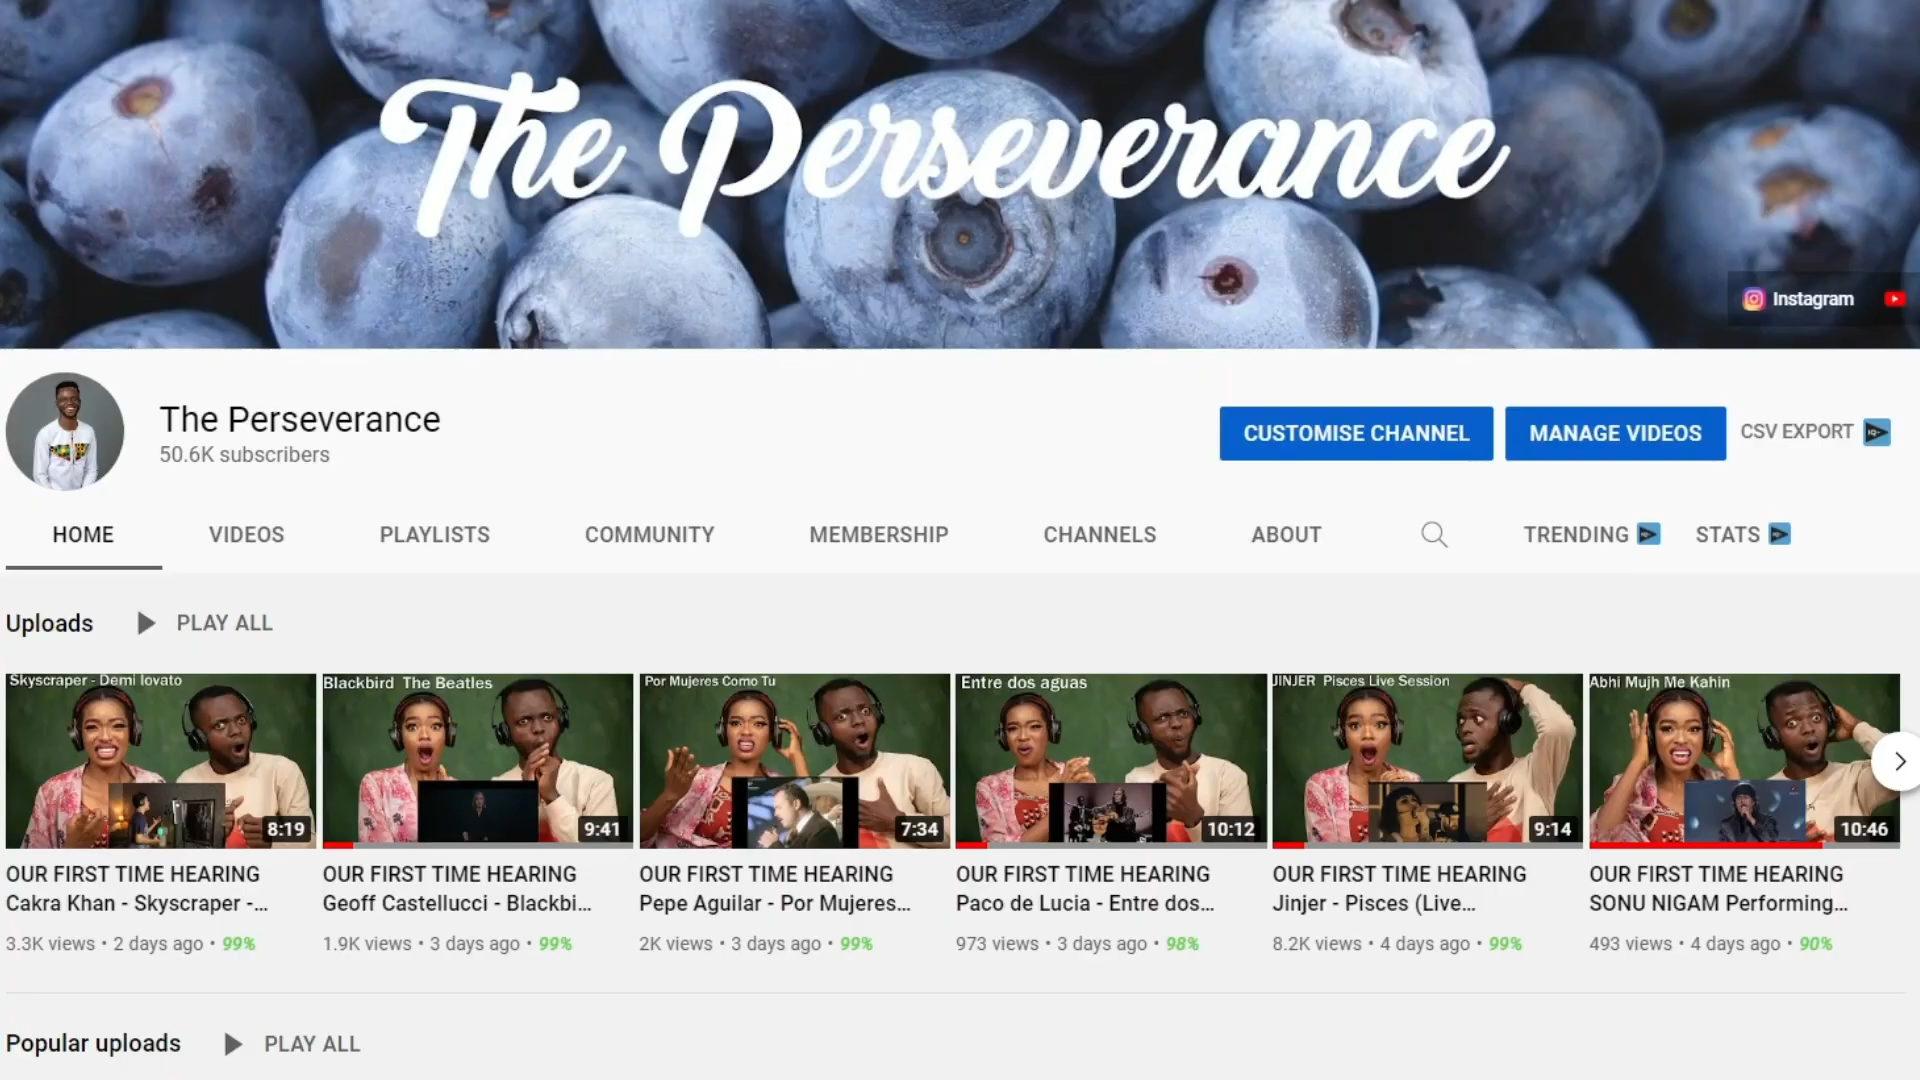 The Perseverance
Instagram
The Perseverance
50.6K subscribers
CUSTOMISE CHANNEL
MANAGE VIDEOS
CSV EXPORT
HOME
VIDEOS
PLAYLISTS
COMMUNITY
MEMBERSHIP
CHANNELS
ABOUT
TRENDING
STATS
Uploads
PLAY ALL
Skyscraper - Demi lovato
8:19
OUR FIRST TIME HEARING
Cakra Khan - Skyscraper -...
3.3K views • 2 days ago • 99%
Blackbird The Beatles
9:41
OUR FIRST TIME HEARING
Geoff Castellucci - Blackbi...
1.9K views • 3 days ago • 99%
Por Mujeres Como Tu
7:34
OUR FIRST TIME HEARING
Pepe Aguilar - Por Mujeres...
2K views • 3 days ago • 99%
Entre dos aguas
10:12
OUR FIRST TIME HEARING
Paco de Lucia - Entre dos...
973 views • 3 days ago • 98%
JINJER Pisces Live Session
9:14
OUR FIRST TIME HEARING
Jinjer - Pisces (Live...
8.2K views • 4 days ago • 99%
Abhi Mujh Me Kahin
10:46
OUR FIRST TIME HEARING
SONU NIGAM Performing...
493 views • 4 days ago • 90%
Popular uploads
PLAY ALL